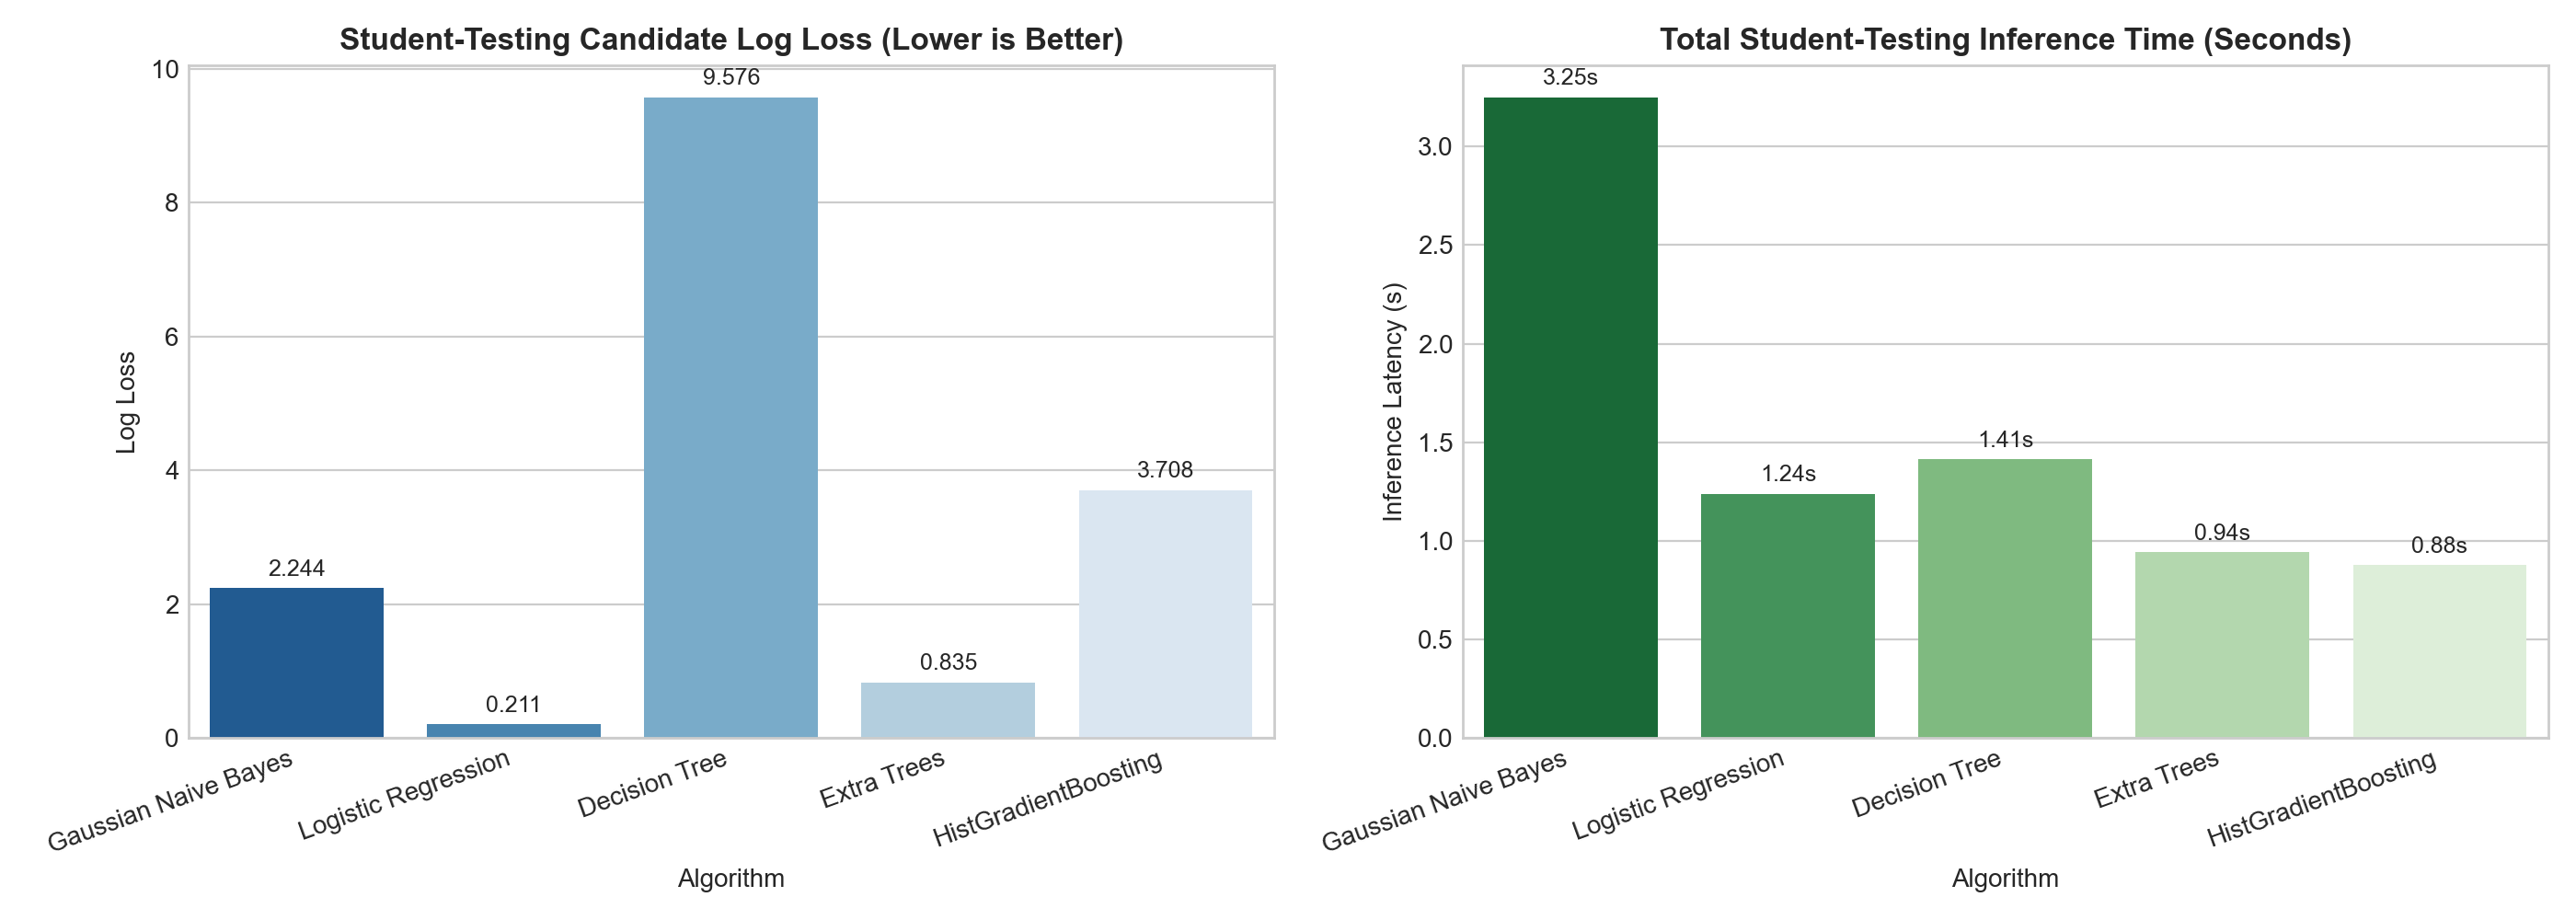 Student-Testing Candidate Log Loss (Lower is Better)
10
8
6
4
2
0
Log Loss
2.244
0.211
9.576
0.835
3.708
Gaussian Naive Bayes
Logistic Regression
Decision Tree
Extra Trees
HistGradientBoosting
Algorithm
Total Student-Testing Inference Time (Seconds)
3.0
2.5
2.0
1.5
1.0
0.5
0.0
Inference Latency (s)
3.25s
1.24s
1.41s
0.94s
0.88s
Gaussian Naive Bayes
Logistic Regression
Decision Tree
Extra Trees
HistGradientBoosting
Algorithm